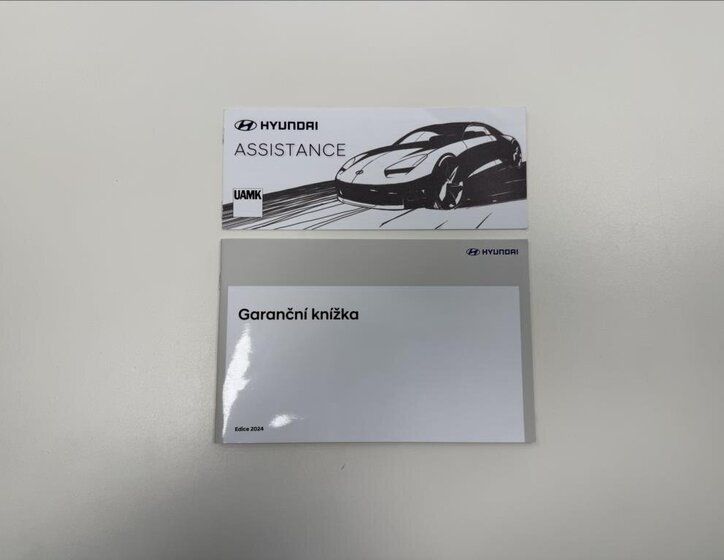 HYUNDAI
ASSISTANCE
UAMK
HYUNDAI
Garanční knížka
Edice 2024